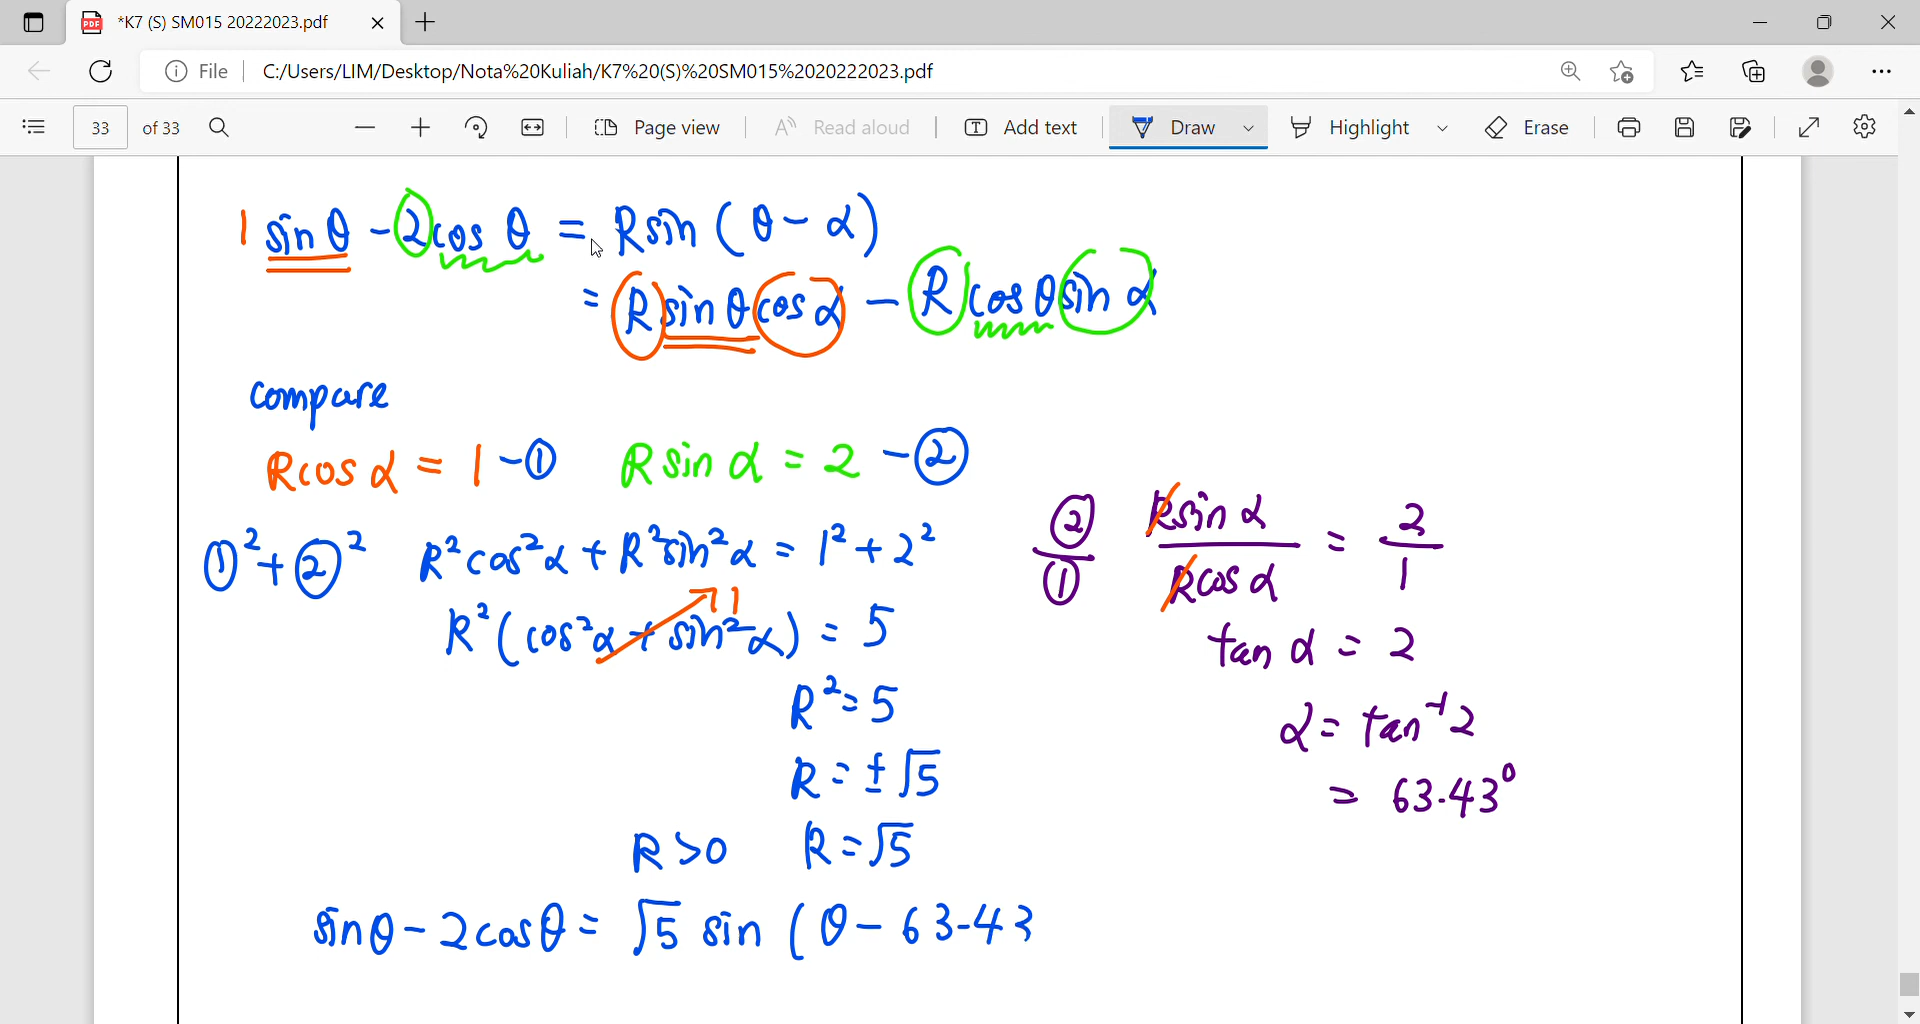 *K7 (S) SM015 20222023.pdf
File C:/Users/LIM/Desktop/Nota%20Kuliah/K7%20(S)%20SM015%2020222023.pdf
33 of 33 Page view Read aloud Add text Draw Highlight Erase
1 sin θ - 2 cos θ = R sin (θ - α)
= R sin θ cos α - R cos θ sin α
compare
R cos α = 1 - ① R sin α = 2 - ②
①² + ②² R² cos² α + R² sin² α = 1² + 2²
R² (cos² α + sin² α) = 5
1
R² = 5
R = ± √5
R > 0 R = √5
sin θ - 2 cos θ = √5 sin (θ - 63.43
②/① R sin α / R cos α = 2/1
tan α = 2
α = tan⁻¹ 2
= 63.43°